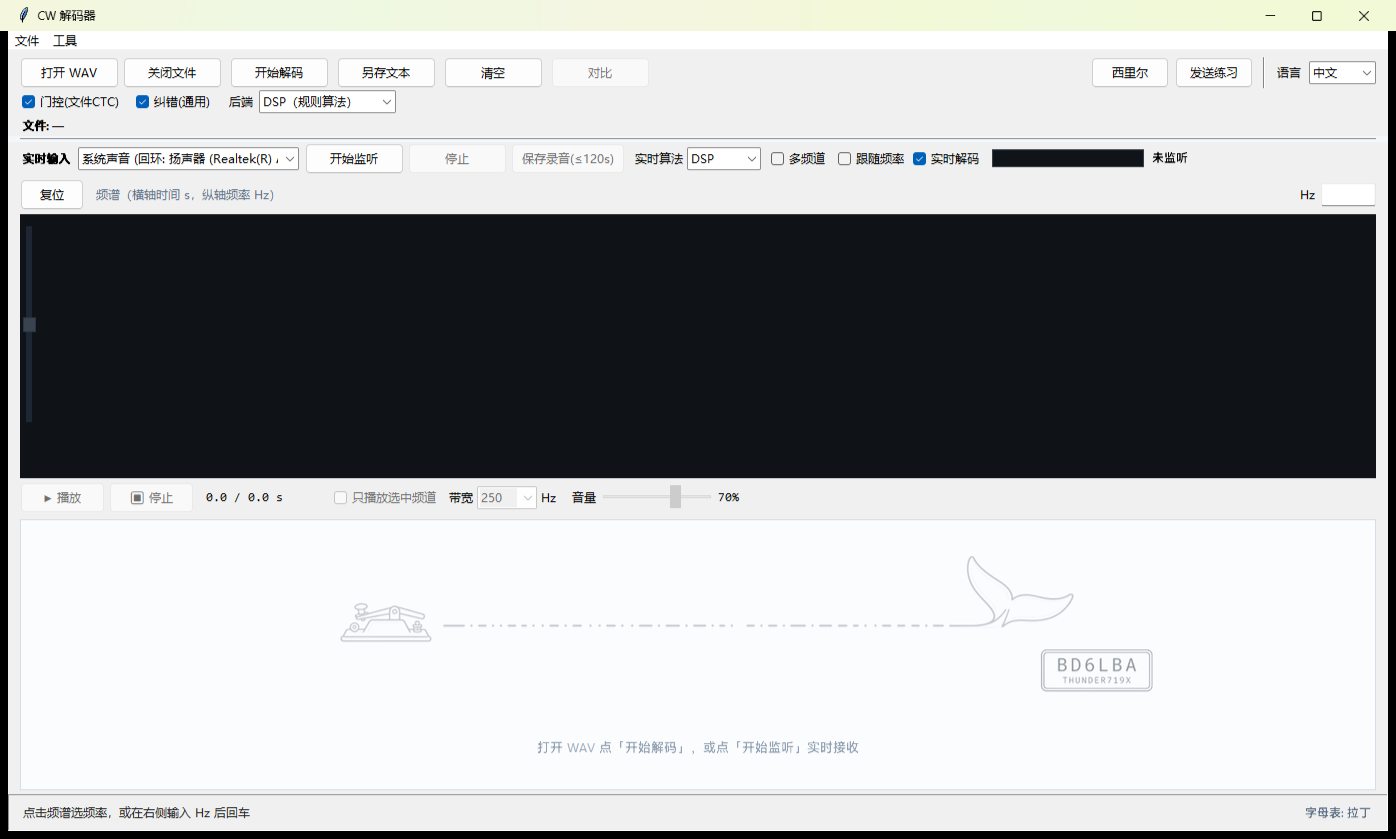 CW 解码器
文件 工具
打开 WAV 关闭文件 开始解码 另存文本 清空 对比 西里尔 发送练习 语言 中文
门控(文件CTC) 纠错(通用) 后端 DSP（规则算法）
文件: —
实时输入 系统声音 (回环: 扬声器 (Realtek(R) 开始监听 停止 保存录音(≤120s) 实时算法 DSP 多频道 跟随频率 实时解码 未监听
复位 频谱（横轴时间 s，纵轴频率 Hz） Hz
播放 停止 0.0 / 0.0 s 只播放选中频道 带宽 250 Hz 音量 70%
BD6LBA
THUNDER719X
打开 WAV 点「开始解码」，或点「开始监听」实时接收
点击频谱选频率，或在右侧输入 Hz 后回车 字母表: 拉丁